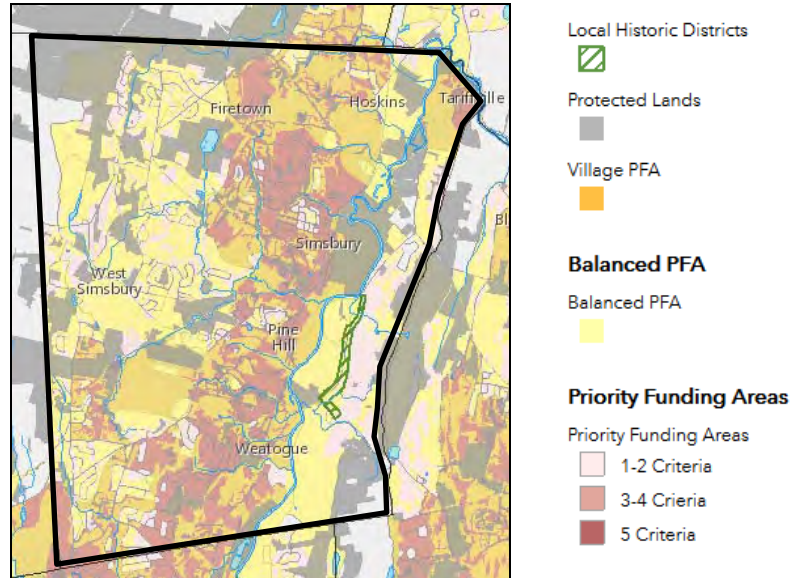 Firetown
Hoskins
Tariffville
Simsbury
West
Simsbury
Pine
Hill
Weatogue
Bl
Local Historic Districts
Protected Lands
Village PFA
Balanced PFA
Balanced PFA
Priority Funding Areas
Priority Funding Areas
1-2 Criteria
3-4 Crieria
5 Criteria